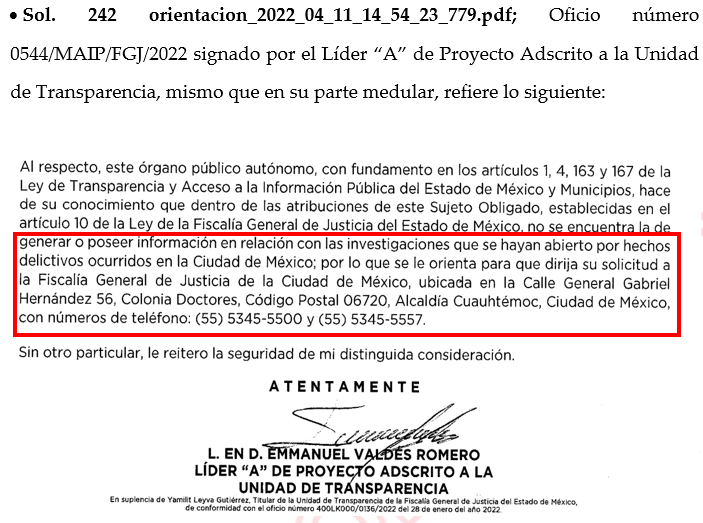 • Sol. 242 orientacion_2022_04_11_14_54_23_779.pdf; Oficio número
0544/MAIP/FGJ/2022 signado por el Líder “A” de Proyecto Adscrito a la Unidad
de Transparencia, mismo que en su parte medular, refiere lo siguiente:
Al respecto, este órgano público autónomo, con fundamento en los artículos 1, 4, 163 y 167 de la
Ley de Transparencia y Acceso a la Información Pública del Estado de México y Municipios, hace
de su conocimiento que dentro de las atribuciones de este Sujeto Obligado, establecidas en el
artículo 10 de la Ley de la Fiscalía General de Justicia del Estado de México, no se encuentra la de
generar o poseer información en relación con las investigaciones que se hayan abierto por hechos
delictivos ocurridos en la Ciudad de México; por lo que se le orienta para que dirija su solicitud a
la Fiscalía General de Justicia de la Ciudad de México, ubicada en la Calle General Gabriel
Hernández 56, Colonia Doctores, Código Postal 06720, Alcaldía Cuauhtémoc, Ciudad de México,
con números de teléfono: (55) 5345-5500 y (55) 5345-5557.
Sin otro particular, le reitero la seguridad de mi distinguida consideración.
ATENTAMENTE
L. EN D. EMMANUEL VALDÉS ROMERO
LÍDER “A” DE PROYECTO ADSCRITO A LA
UNIDAD DE TRANSPARENCIA
En suplencia de Yamilit Leyva Gutiérrez, Titular de la Unidad de Transparencia de la Fiscalía General de Justicia del Estado de México,
de conformidad con el oficio número 400LK000/0136/2022 del 28 de enero del año 2022.